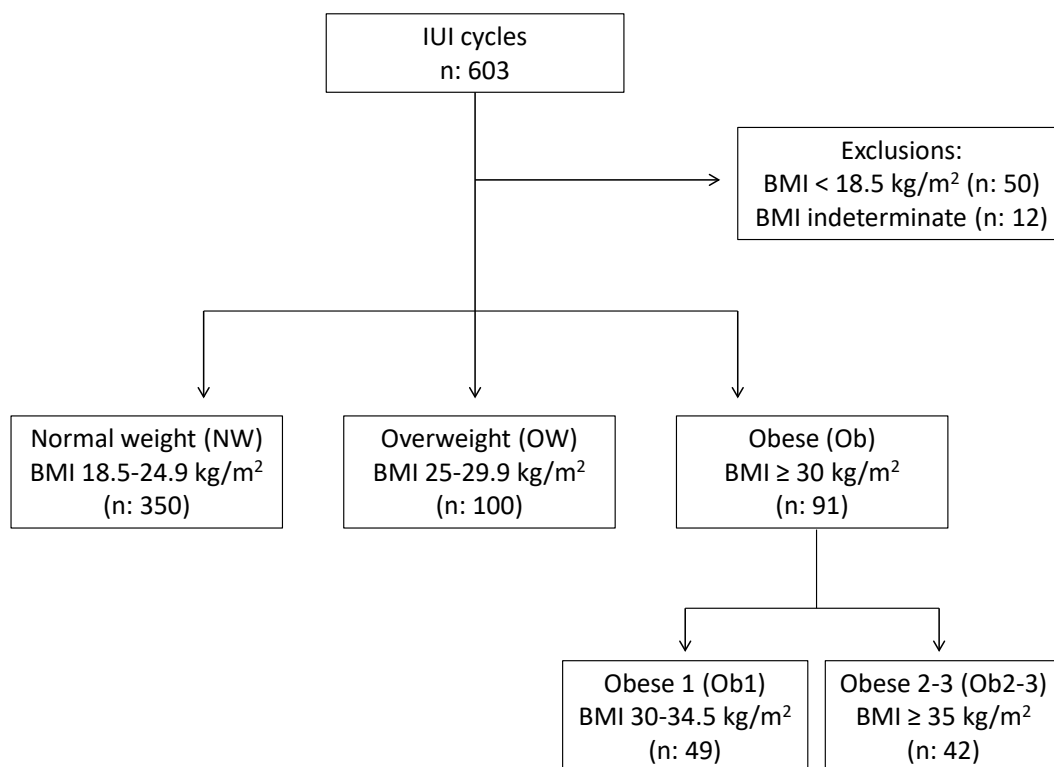 IUI cycles
n: 603
Exclusions:
BMI < 18.5 kg/m² (n: 50)
BMI indeterminate (n: 12)
Normal weight (NW)
BMI 18.5-24.9 kg/m²
(n: 350)
Overweight (OW)
BMI 25-29.9 kg/m²
(n: 100)
Obese (Ob)
BMI ≥ 30 kg/m²
(n: 91)
Obese 1 (Ob1)
BMI 30-34.5 kg/m²
(n: 49)
Obese 2-3 (Ob2-3)
BMI ≥ 35 kg/m²
(n: 42)